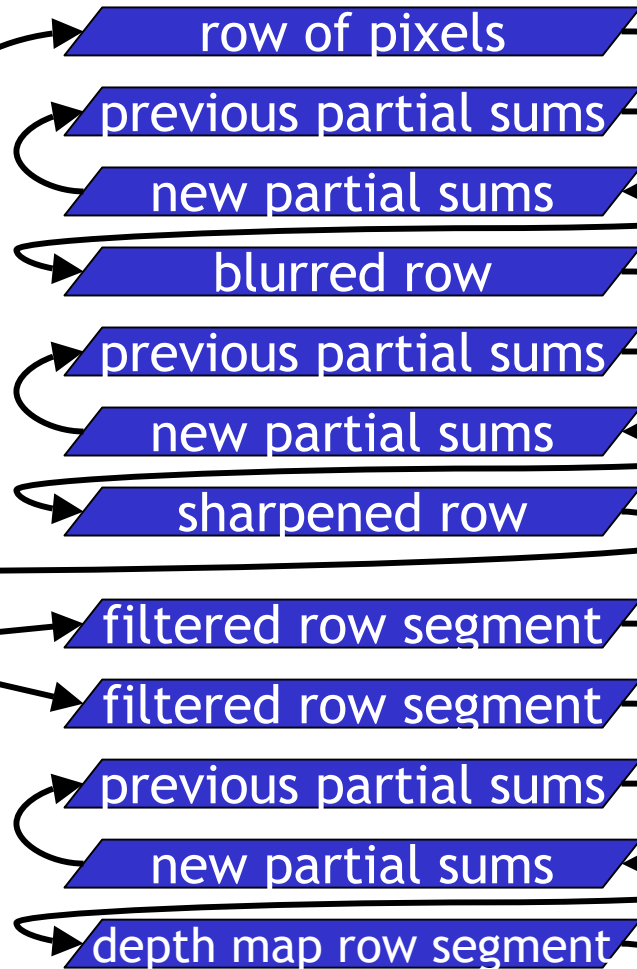 row of pixels
previous partial sums
new partial sums
blurred row
previous partial sums
new partial sums
sharpened row
filtered row segment
filtered row segment
previous partial sums
new partial sums
depth map row segment